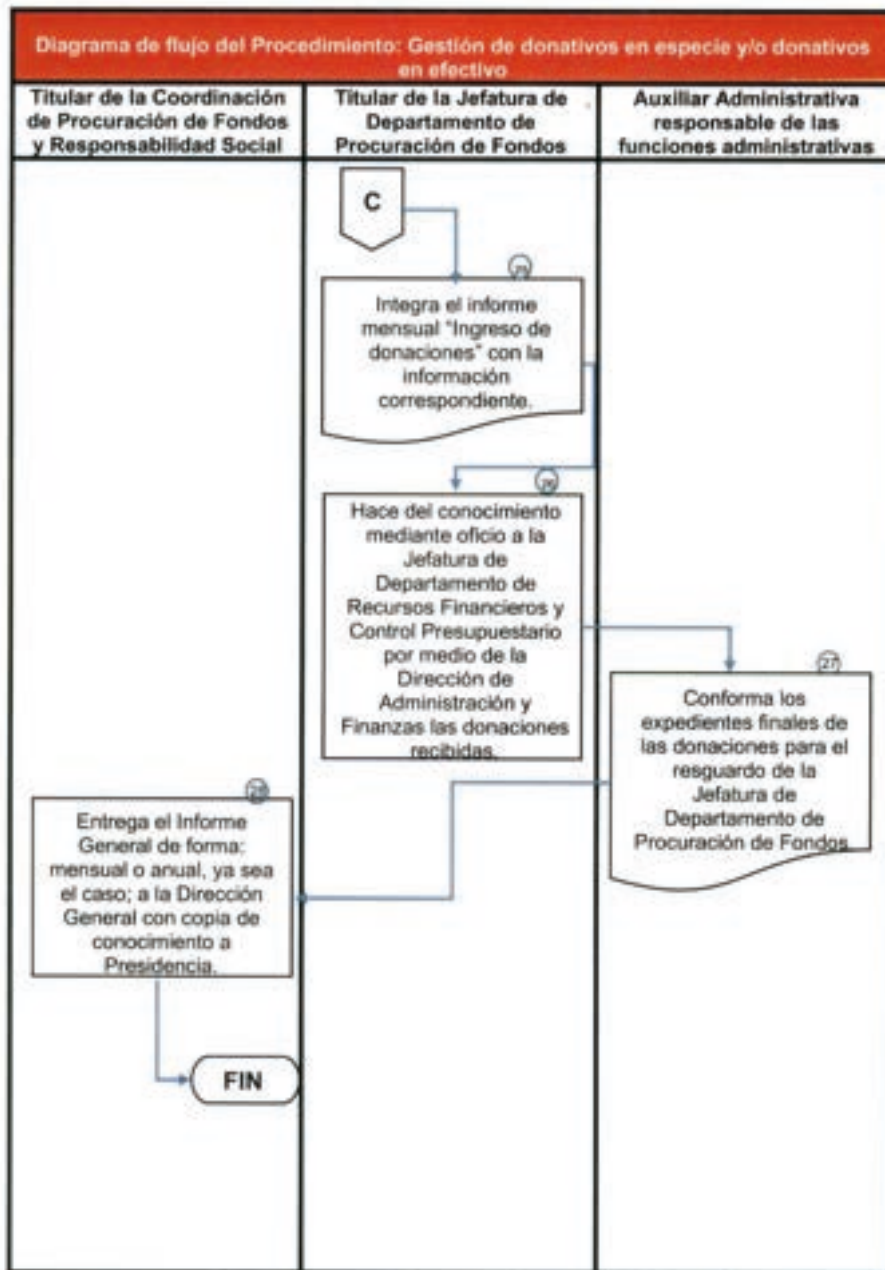 Diagrama de flujo del Procedimiento: Gestión de donativos en especie y/o donativos
en efectivo
Titular de la Coordinación
de Procuración de Fondos
y Responsabilidad Social
Titular de la Jefatura de
Departamento de
Procuración de Fondos
Auxiliar Administrativa
responsable de las
funciones administrativas
C
25
Integra el informe
mensual "Ingreso de
donaciones" con la
información
correspondiente.
26
Hace del conocimiento
mediante oficio a la
Jefatura de
Departamento de
Recursos Financieros y
Control Presupuestario
por medio de la
Dirección de
Administración y
Finanzas las donaciones
recibidas.
27
Conforma los
expedientes finales de
las donaciones para el
resguardo de la
Jefatura de
Departamento de
Procuración de Fondos
28
Entrega el Informe
General de forma:
mensual o anual, ya sea
el caso; a la Dirección
General con copia de
conocimiento a
Presidencia.
FIN